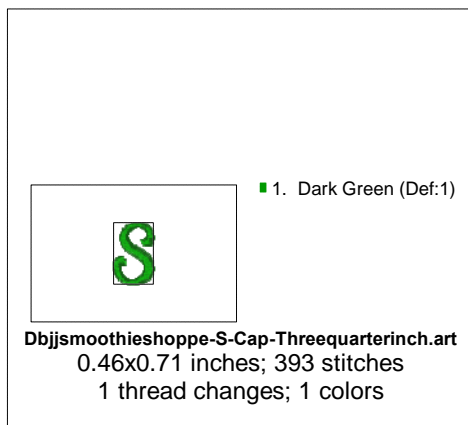 1. Dark Green (Def:1)
S
Dbjjsmoothieshoppe-S-Cap-Threequarterinch.art
0.46x0.71 inches; 393 stitches
1 thread changes; 1 colors